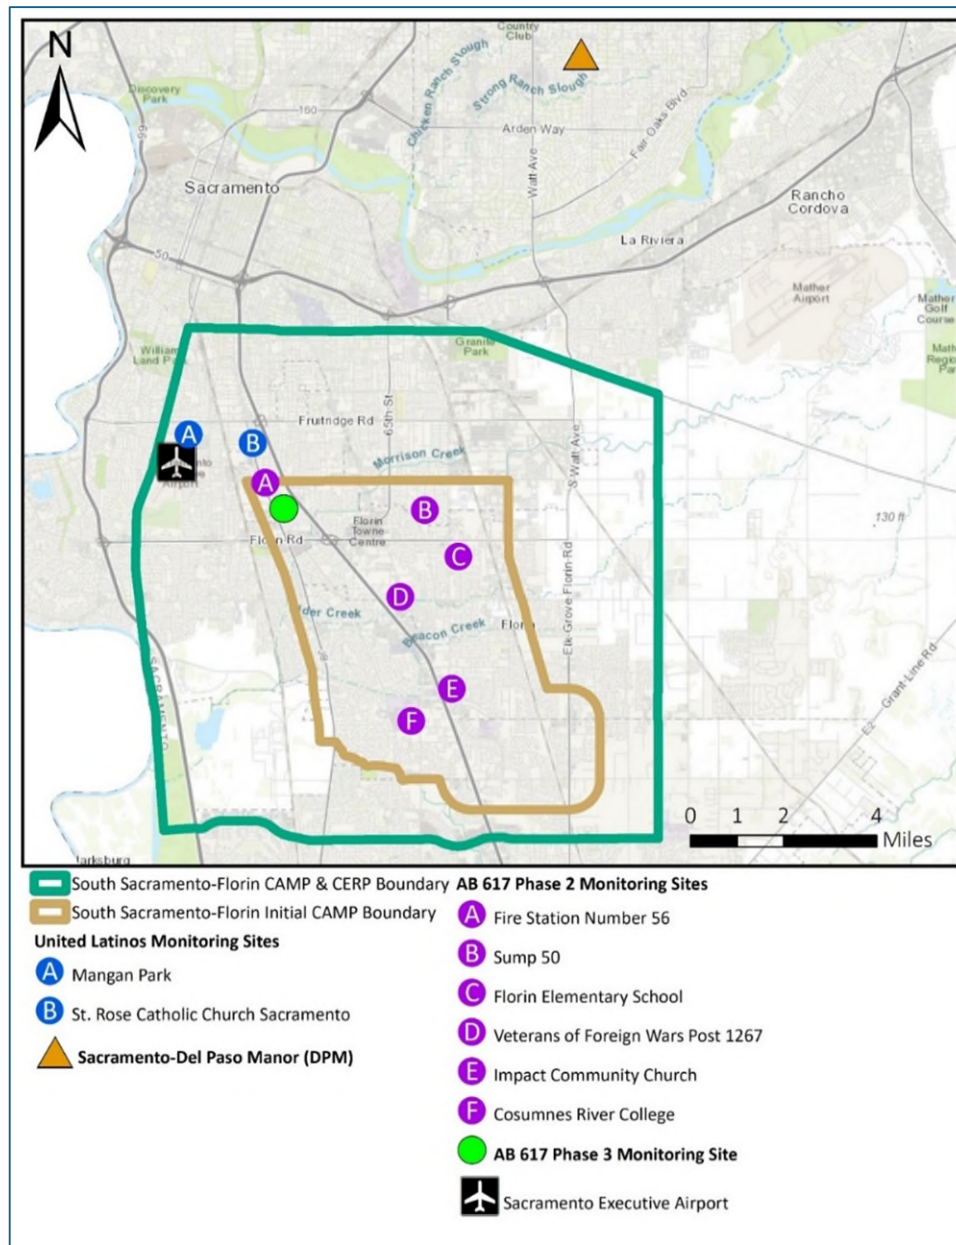 N
Country
Club
Chicken Ranch Slough
Strong Ranch Slough
Discovery
Park
160
Arden Way
Fair Oaks Blvd
99
Watt Ave
Sacramento
Rancho
Cordova
La Riviera
50
Mather
Airport
Mather
Golf
Course
William
Land Park
Granite
Park
65th St
Fruitridge Rd
A
B
Morrison Creek
S Watt Ave
A
B
130 ft
Florin
Towne
Centre
Florin Rd
C
D
Elk-Grove Florin Rd
Beacon Creek
E
F
Grant-Line Rd
E2
SACRAMENTO
0 1 2 4
Miles
South Sacramento-Florin CAMP & CERP Boundary
South Sacramento-Florin Initial CAMP Boundary
United Latinos Monitoring Sites
A Mangan Park
B St. Rose Catholic Church Sacramento
Sacramento-Del Paso Manor (DPM)
AB 617 Phase 2 Monitoring Sites
A Fire Station Number 56
B Sump 50
C Florin Elementary School
D Veterans of Foreign Wars Post 1267
E Impact Community Church
F Cosumnes River College
AB 617 Phase 3 Monitoring Site
Sacramento Executive Airport